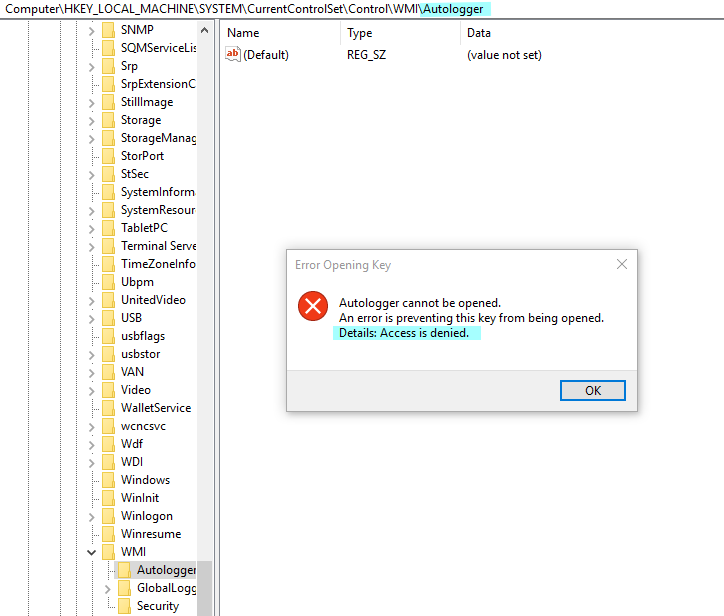 Computer\HKEY_LOCAL_MACHINE\SYSTEM\CurrentControlSet\Control\WMI\Autologger
SNMP
SQMServiceLis
Srp
SrpExtensionC
StillImage
Storage
StorageManag
StorPort
StSec
SystemInform
SystemResour
TabletPC
Terminal Serve
TimeZoneInfo
Ubpm
UnitedVideo
USB
usbflags
usbstor
VAN
Video
WalletService
wcncsvc
Wdf
WDI
Windows
WinInit
Winlogon
Winresume
WMI
Autologger
GlobalLogg
Security
Name Type Data
ab (Default) REG_SZ (value not set)
Error Opening Key
Autologger cannot be opened.
An error is preventing this key from being opened.
Details: Access is denied.
OK